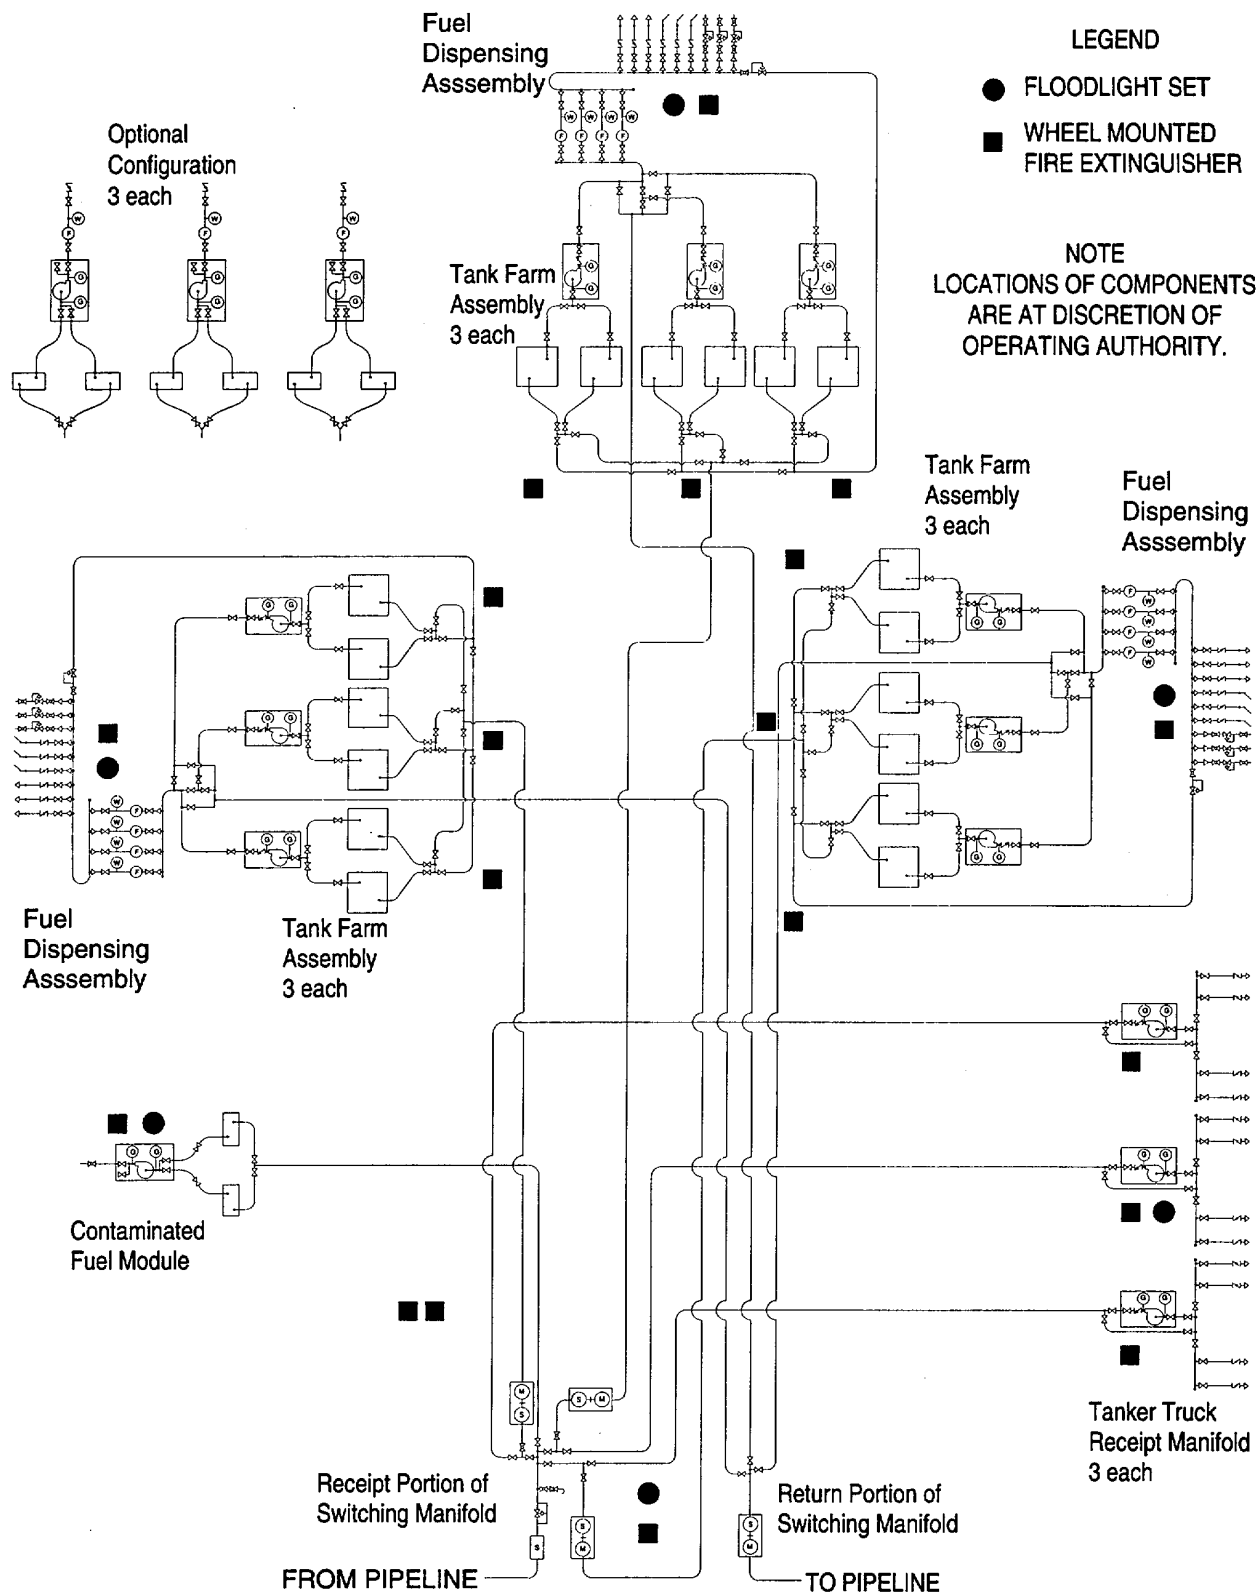 Fuel
Dispensing
Asssembly
LEGEND
FLOODLIGHT SET
WHEEL MOUNTED
FIRE EXTINGUISHER
Optional
Configuration
3 each
NOTE
LOCATIONS OF COMPONENTS
ARE AT DISCRETION OF
OPERATING AUTHORITY.
Tank Farm
Assembly
3 each
Tank Farm
Assembly
3 each
Fuel
Dispensing
Asssembly
Fuel
Dispensing
Asssembly
Tank Farm
Assembly
3 each
Contaminated
Fuel Module
Tanker Truck
Receipt Manifold
3 each
Receipt Portion of
Switching Manifold
Return Portion of
Switching Manifold
FROM PIPELINE
TO PIPELINE